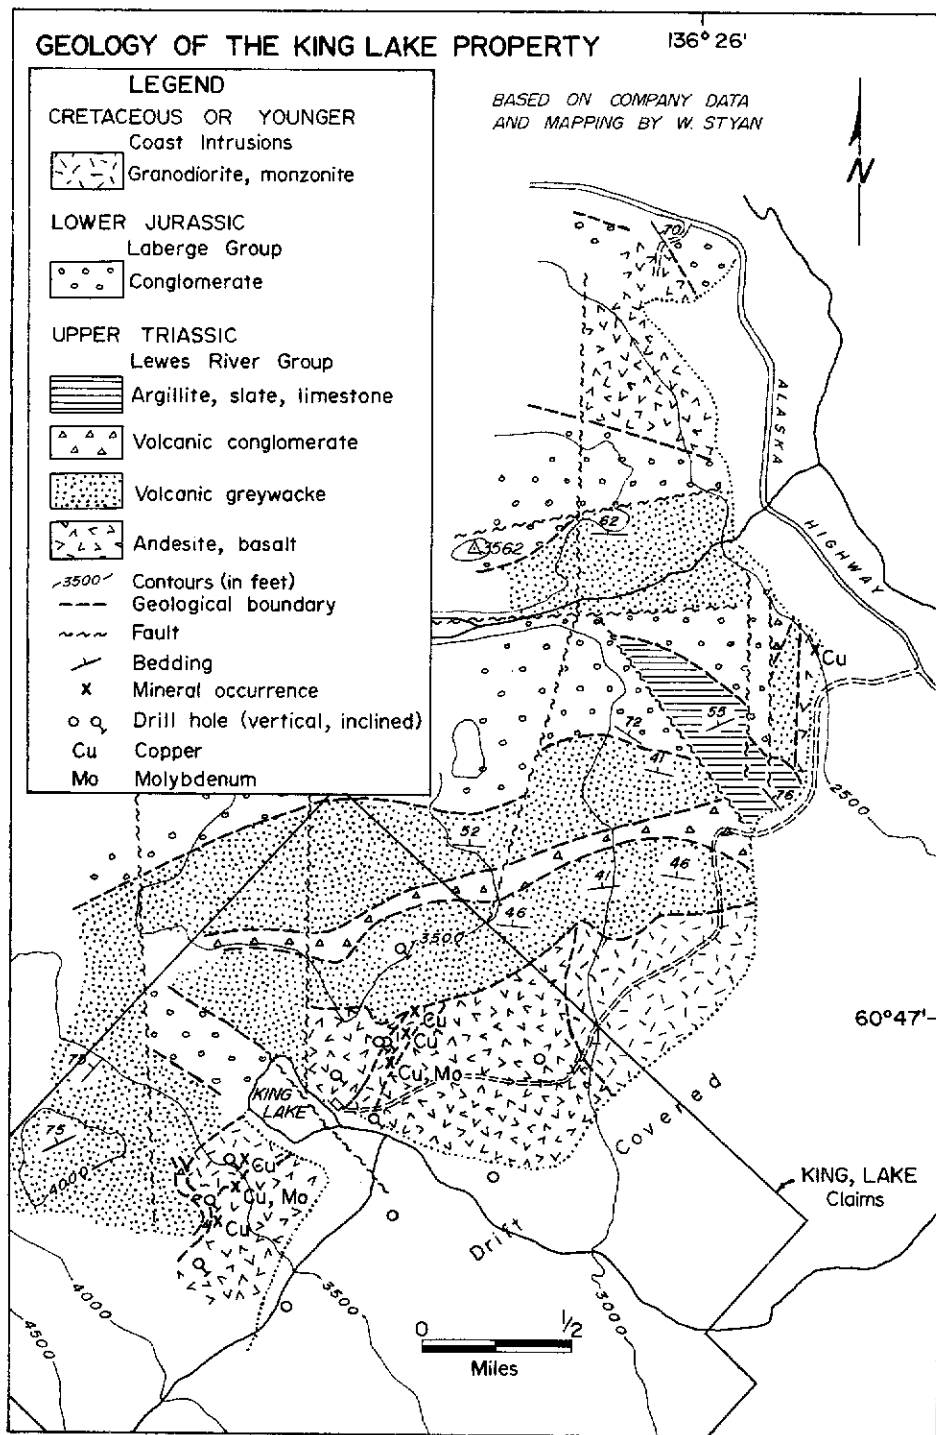 GEOLOGY OF THE KING LAKE PROPERTY
136° 26'
LEGEND
CRETACEOUS OR YOUNGER
Coast Intrusions
Granodiorite, monzonite
LOWER JURASSIC
Laberge Group
Conglomerate
UPPER TRIASSIC
Lewes River Group
Argillite, slate, limestone
Volcanic conglomerate
Volcanic greywacke
Andesite, basalt
3500 Contours (in feet)
Geological boundary
Fault
Bedding
x Mineral occurrence
Drill hole (vertical, inclined)
Cu Copper
Mo Molybdenum
BASED ON COMPANY DATA
AND MAPPING BY W. STYAN
N
70
ALASKA
HIGHWAY
62
3562
Cu
72
55
41
76
2500
52
46
41
46
3500
60°47'
Cu
Cu
Cu, Mo
75
KING
LAKE
75
4000
Cu
Cu, Mo
Cu
Drift Covered
KING, LAKE
Claims
4000
4500
3500
3000
0 1/2
Miles